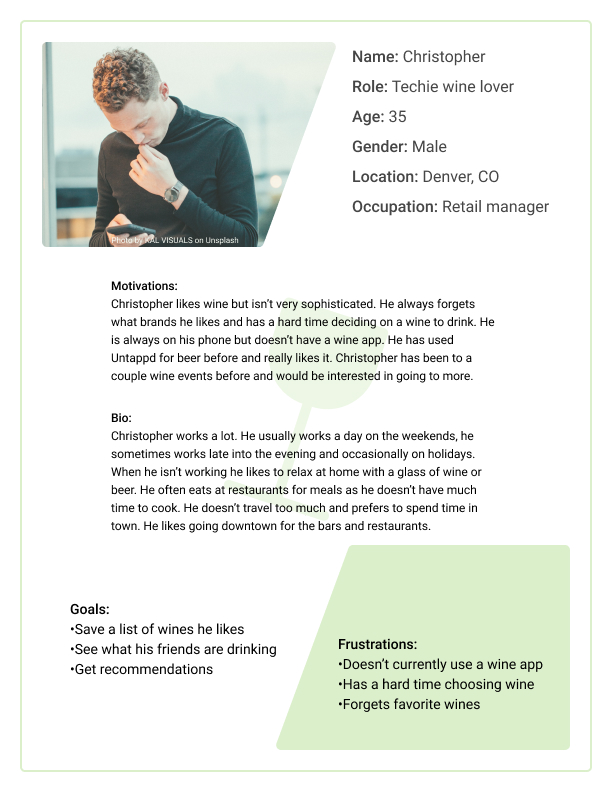 Name: Christopher
Role: Techie wine lover
Age: 35
Gender: Male
Location: Denver, CO
Occupation: Retail manager
Photo by KAL VISUALS on Unsplash
Motivations:
Christopher likes wine but isn’t very sophisticated. He always forgets
what brands he likes and has a hard time deciding on a wine to drink. He
is always on his phone but doesn’t have a wine app. He has used
Untappd for beer before and really likes it. Christopher has been to a
couple wine events before and would be interested in going to more.
Bio:
Christopher works a lot. He usually works a day on the weekends, he
sometimes works late into the evening and occasionally on holidays.
When he isn’t working he likes to relax at home with a glass of wine or
beer. He often eats at restaurants for meals as he doesn’t have much
time to cook. He doesn’t travel too much and prefers to spend time in
town. He likes going downtown for the bars and restaurants.
Goals:
•Save a list of wines he likes
•See what his friends are drinking
•Get recommendations
Frustrations:
•Doesn’t currently use a wine app
•Has a hard time choosing wine
•Forgets favorite wines